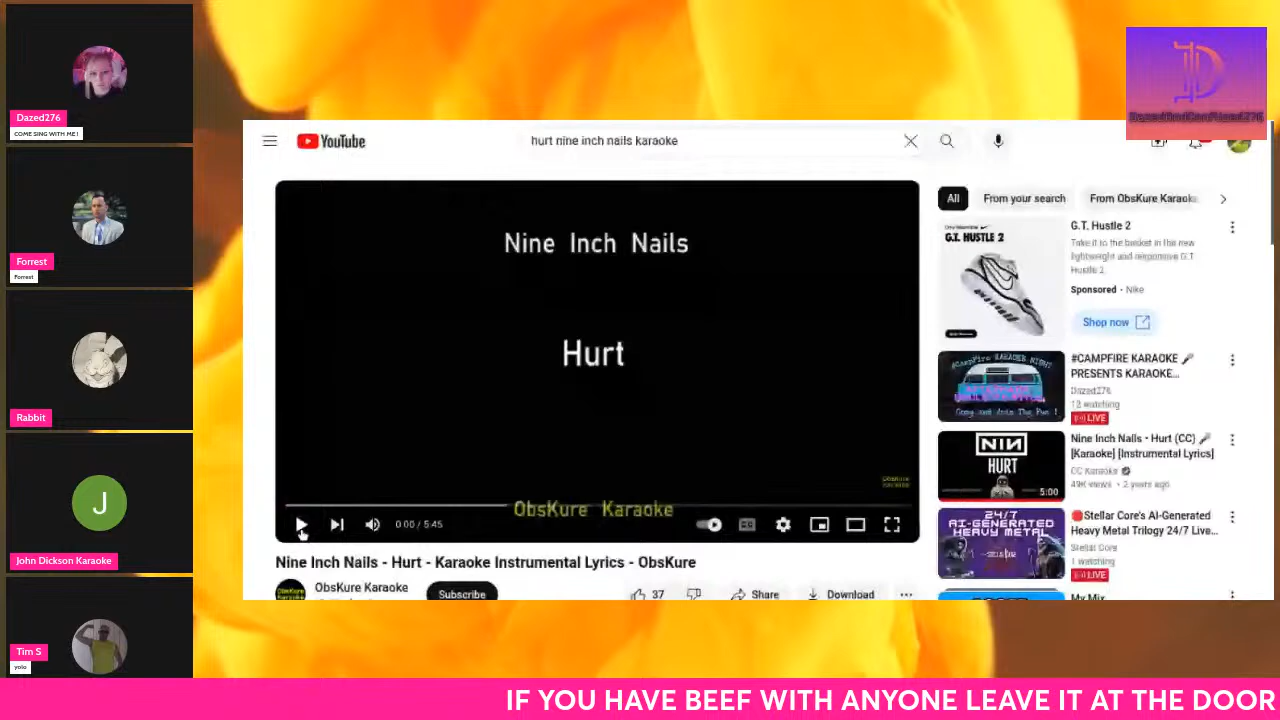 Dazed276
COME SING WITH ME !
Forrest
Forrest
Rabbit
J
John Dickson Karaoke
Tim S
yolo
DazedAndConFuzed276
YouTube
hurt nine inch nails karaoke
Nine Inch Nails
Hurt
ObsKure Karaoke
0:00 / 5:45
Nine Inch Nails - Hurt - Karaoke Instrumental Lyrics - ObsKure
ObsKure Karaoke
Subscribe
37
Share
Download
All
From your search
From ObsKure Karaoke
G.T. HUSTLE 2
G.T. Hustle 2
Take it to the basket in the new
lightweight and responsive G.T.
Hustle 2.
Sponsored · Nike
Shop now
#CAMPFIRE KARAOKE NIGHT
#CAMPFIRE KARAOKE 🎤
PRESENTS KARAOKE...
Dazed276
12 watching
LIVE
NIN
HURT
5:00
Nine Inch Nails • Hurt (CC) 🎤
[Karaoke] [Instrumental Lyrics]
CC Karaoke
49K views • 2 years ago
24/7
AI-GENERATED
HEAVY METAL
🔴Stellar Core's AI-Generated
Heavy Metal Trilogy 24/7 Live...
Stellar Core
1 watching
LIVE
My Mix
IF YOU HAVE BEEF WITH ANYONE LEAVE IT AT THE DOOR